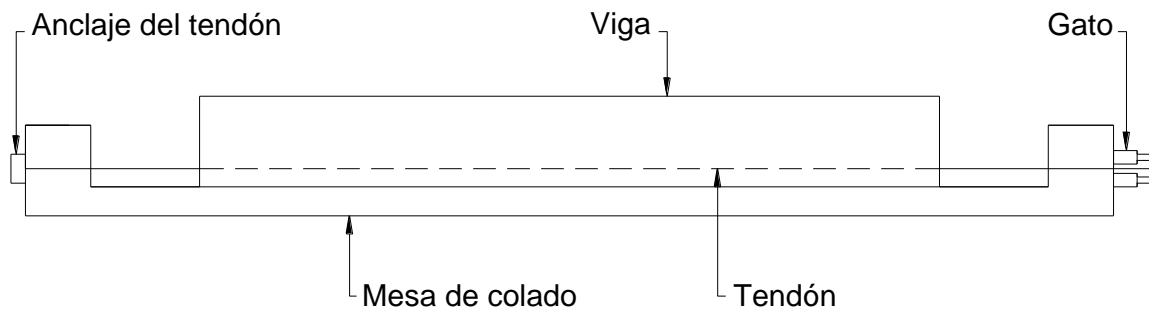 Anclaje del tendón
Viga
Gato
Mesa de colado
Tendón